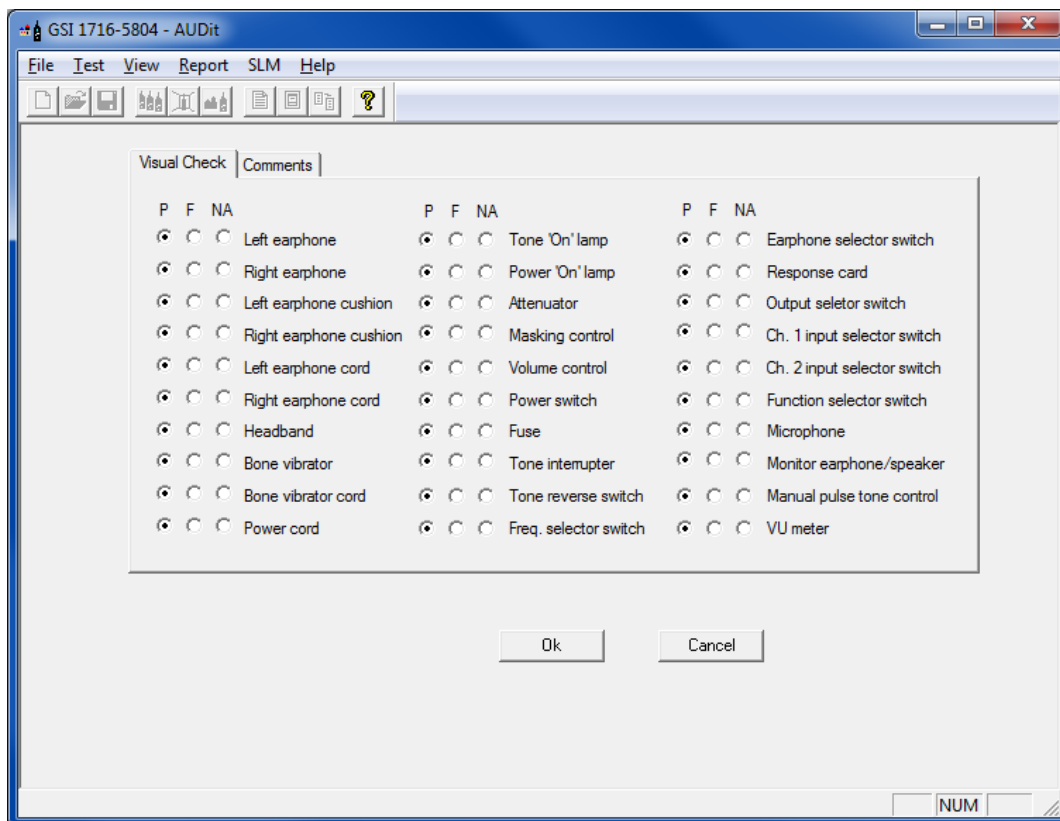 GSI 1716-5804 - AUDit
File Test View Report SLM Help
Visual Check Comments
P F NA
Left earphone
Right earphone
Left earphone cushion
Right earphone cushion
Left earphone cord
Right earphone cord
Headband
Bone vibrator
Bone vibrator cord
Power cord
P F NA
Tone 'On' lamp
Power 'On' lamp
Attenuator
Masking control
Volume control
Power switch
Fuse
Tone interrupter
Tone reverse switch
Freq. selector switch
P F NA
Earphone selector switch
Response card
Output seletor switch
Ch. 1 input selector switch
Ch. 2 input selector switch
Function selector switch
Microphone
Monitor earphone/speaker
Manual pulse tone control
VU meter
Ok Cancel
NUM